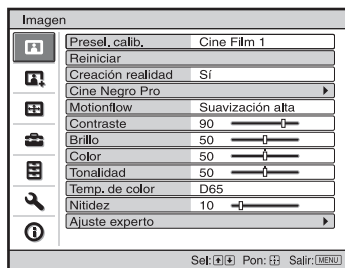 Imagen
Presel. calib. Cine Film 1
Reiniciar
Creación realidad Sí
Cine Negro Pro
Motionflow Suavización alta
Contraste 90
Brillo 50
Color 50
Tonalidad 50
Temp. de color D65
Nitidez 10
Ajuste experto
Sel: Pon: Salir: MENU